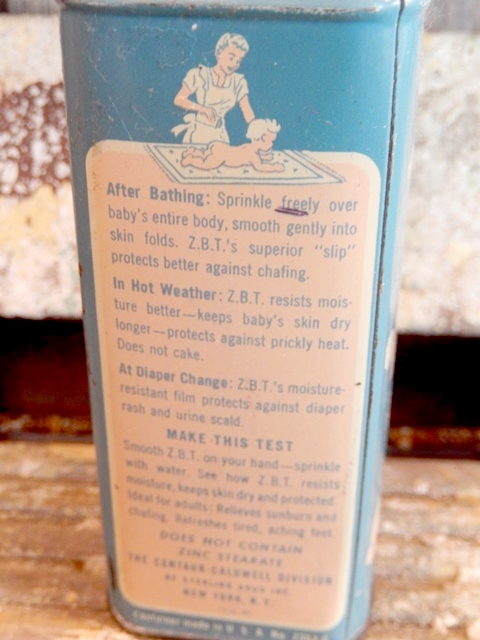 After Bathing: Sprinkle freely over
baby's entire body, smooth gently into
skin folds. Z.B.T.'s superior "slip"
protects better against chafing.
In Hot Weather: Z.B.T. resists mois-
ture better—keeps baby's skin dry
longer—protects against prickly heat.
Does not cake.
At Diaper Change: Z.B.T.'s moisture-
resistant film protects against diaper
rash and urine scald.
MAKE THIS TEST
Smooth Z.B.T. on your hand—sprinkle
with water. See how Z.B.T. resists
moisture, keeps skin dry and protected.
Ideal for adults: Relieves sunburn and
chafing. Refreshes tired, aching feet.
DOES NOT CONTAIN
ZINC STEARATE
THE CENTAUR-CALDWELL DIVISION
OF STERLING DRUG INC.
NEW YORK, N.Y.
Container made in U.S.A. No.